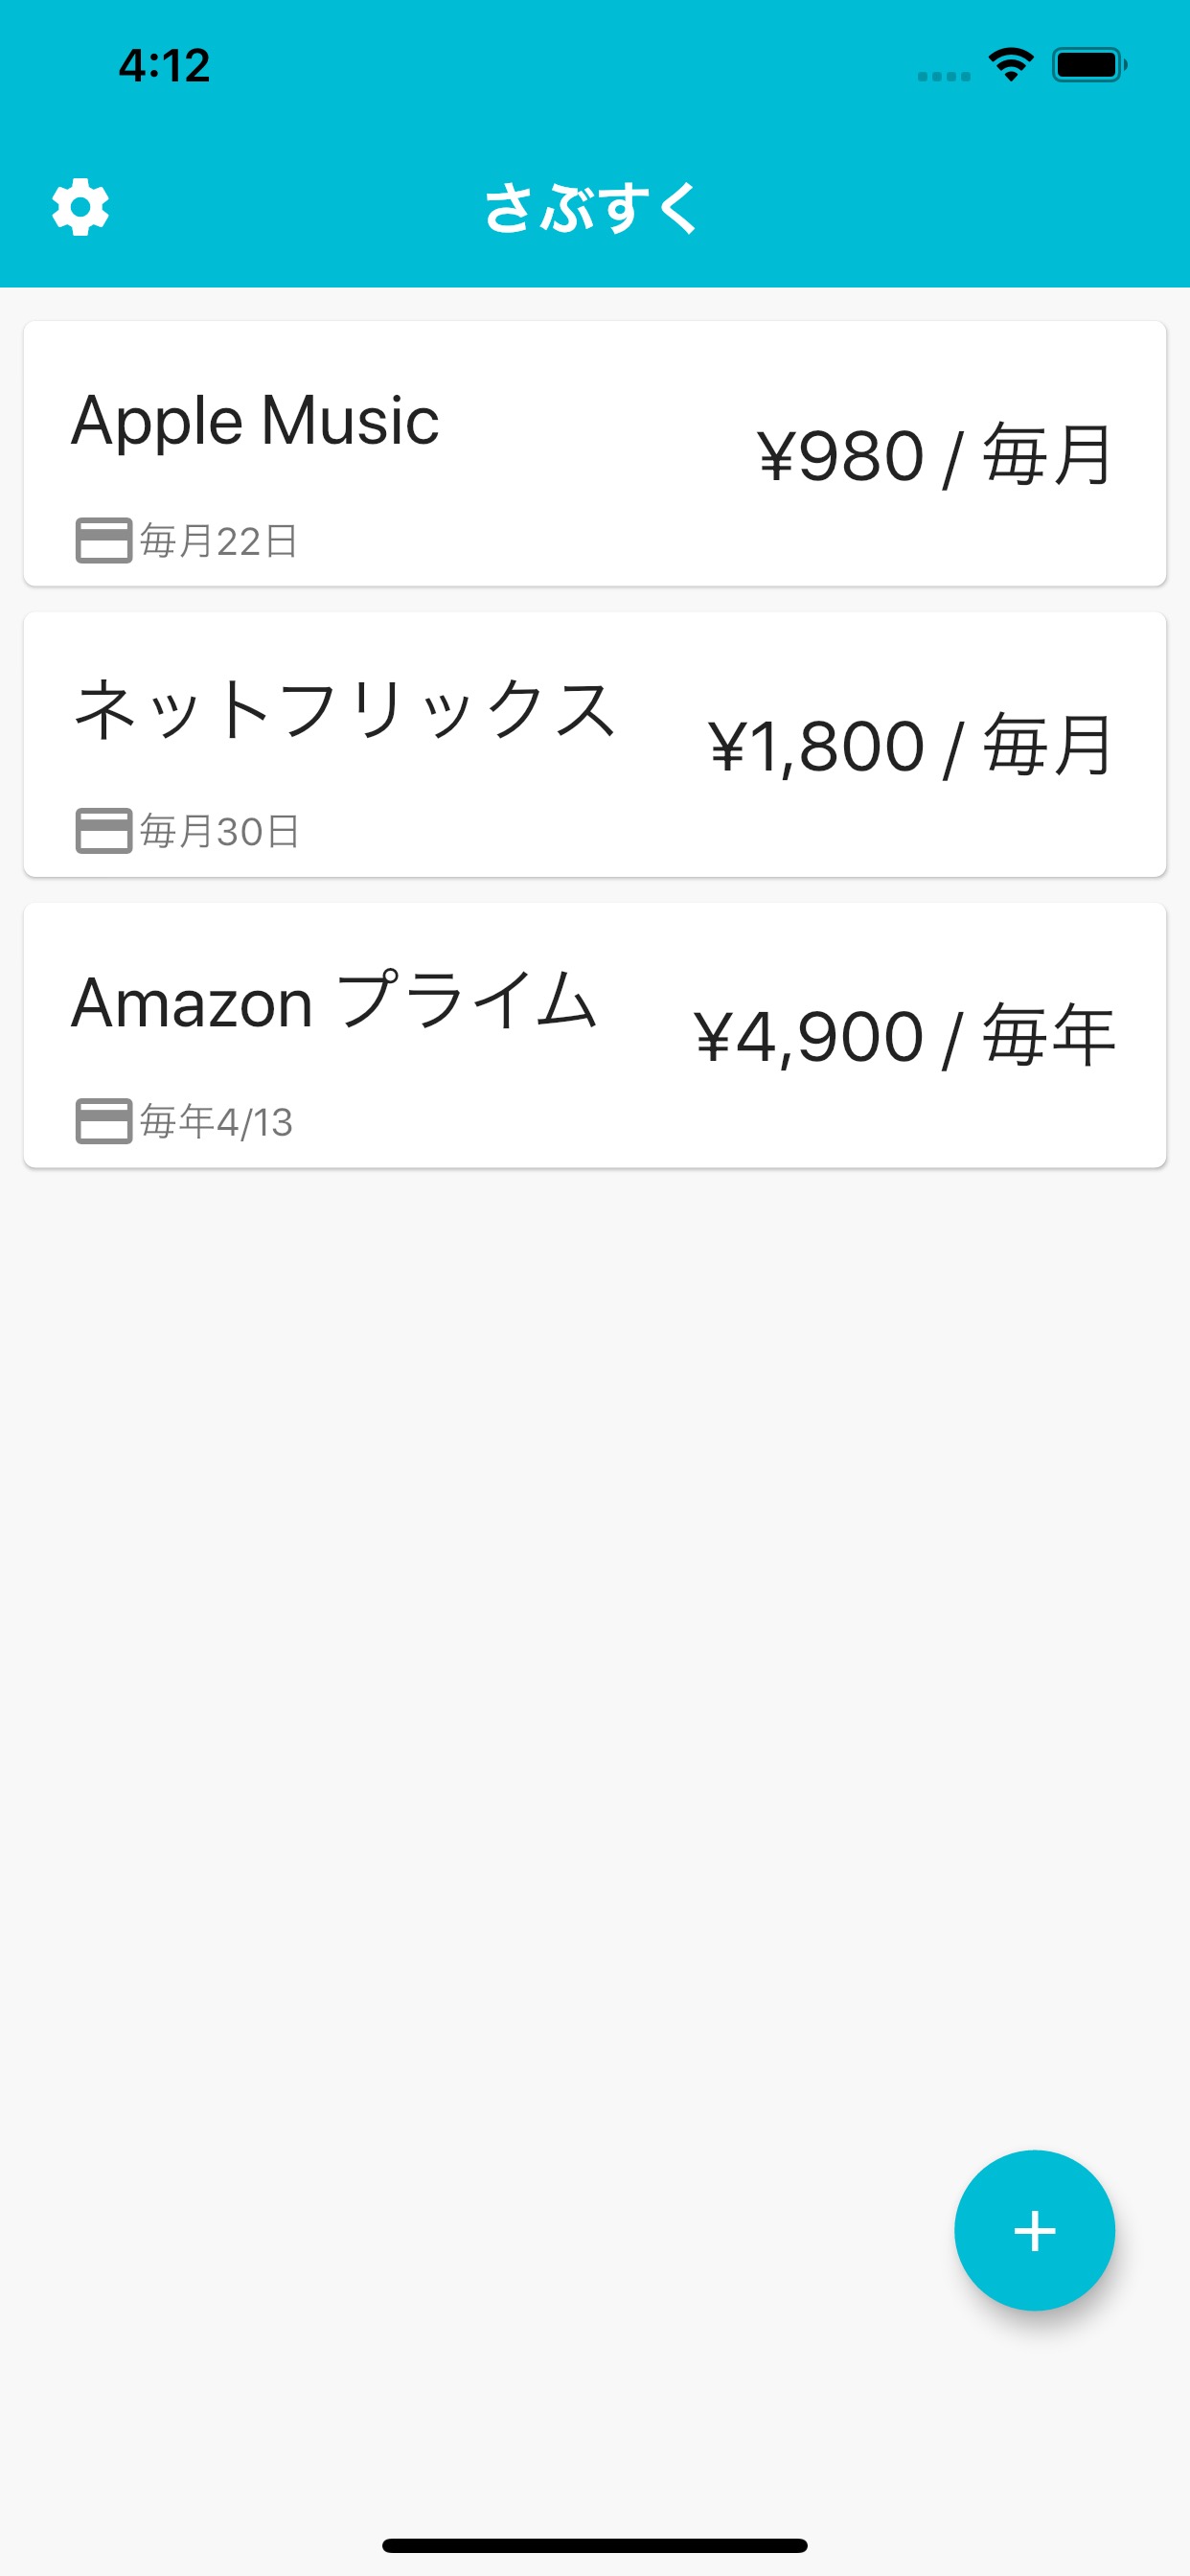 4:12
さぶすく
Apple Music
¥980 / 毎月
毎月22日
ネットフリックス
¥1,800 / 毎月
毎月30日
Amazon プライム
¥4,900 / 毎年
毎年4/13